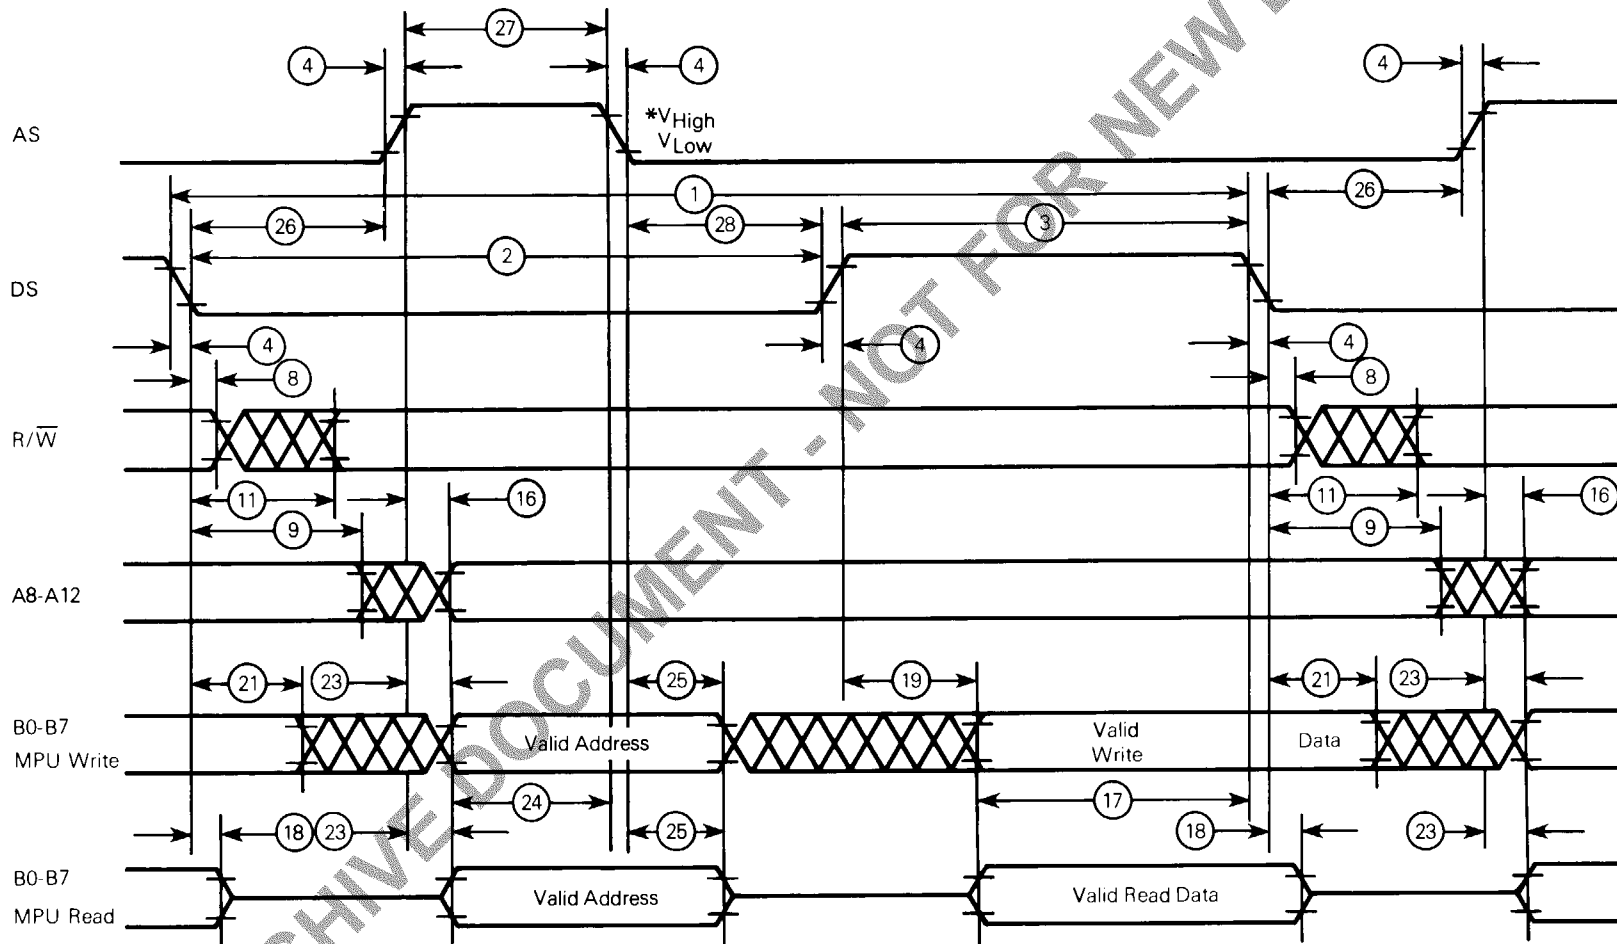 27
4
4
4
AS
*VHigh
VLow
1
26
26
28
3
2
DS
4
4
4
8
8
R/W̅
11
16
11
16
9
9
A8-A12
21
23
25
19
21
23
B0-B7
MPU Write
Valid Address
Valid
Write
Data
24
17
18
23
25
18
23
B0-B7
MPU Read
Valid Address
Valid Read Data
CHIVE DOCUMENT - NOT FOR NEW